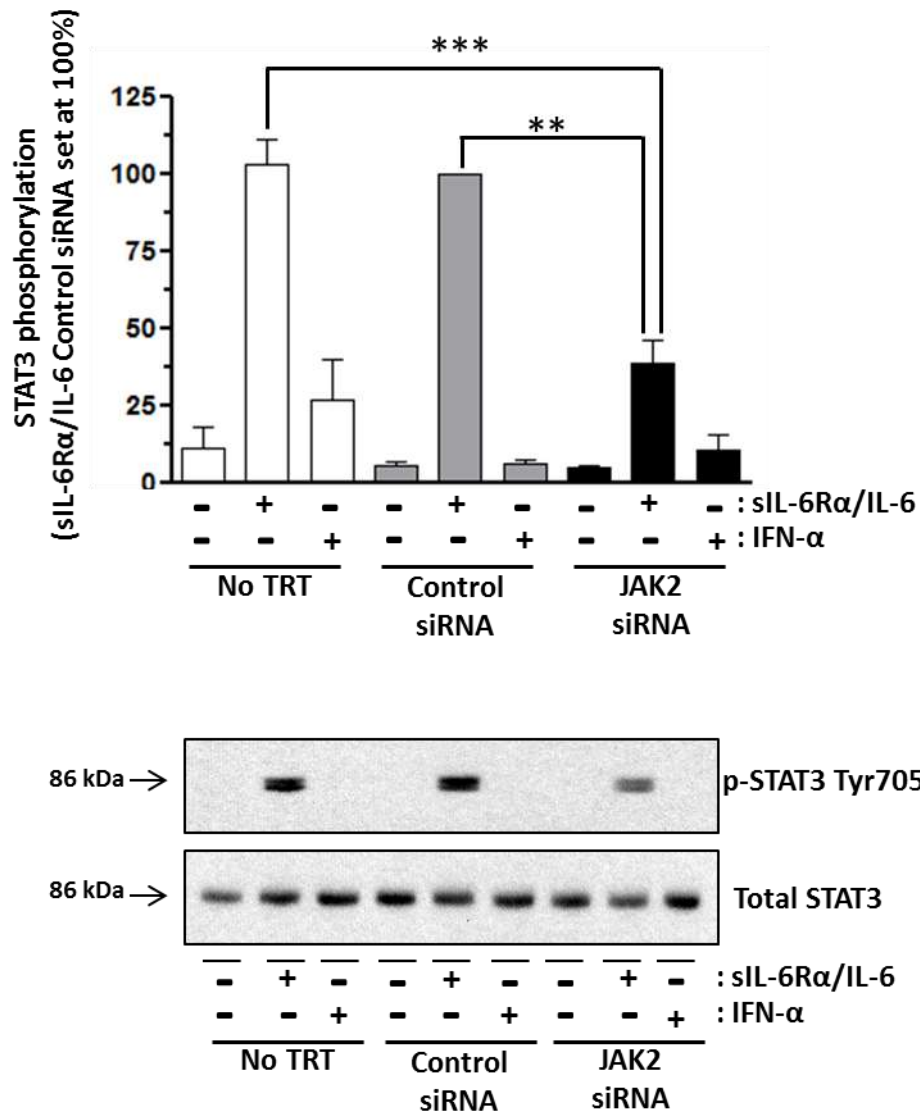 STAT3 phosphorylation
(sIL-6Rα/IL-6 Control siRNA set at 100%)
***
**
125
100
75
50
25
0
- + - - + - - + - : sIL-6Rα/IL-6
- - + - - + - - + : IFN-α
No TRT Control siRNA JAK2 siRNA
86 kDa → p-STAT3 Tyr705
86 kDa → Total STAT3
- + - - + - - + - : sIL-6Rα/IL-6
- - + - - + - - + : IFN-α
No TRT Control siRNA JAK2 siRNA